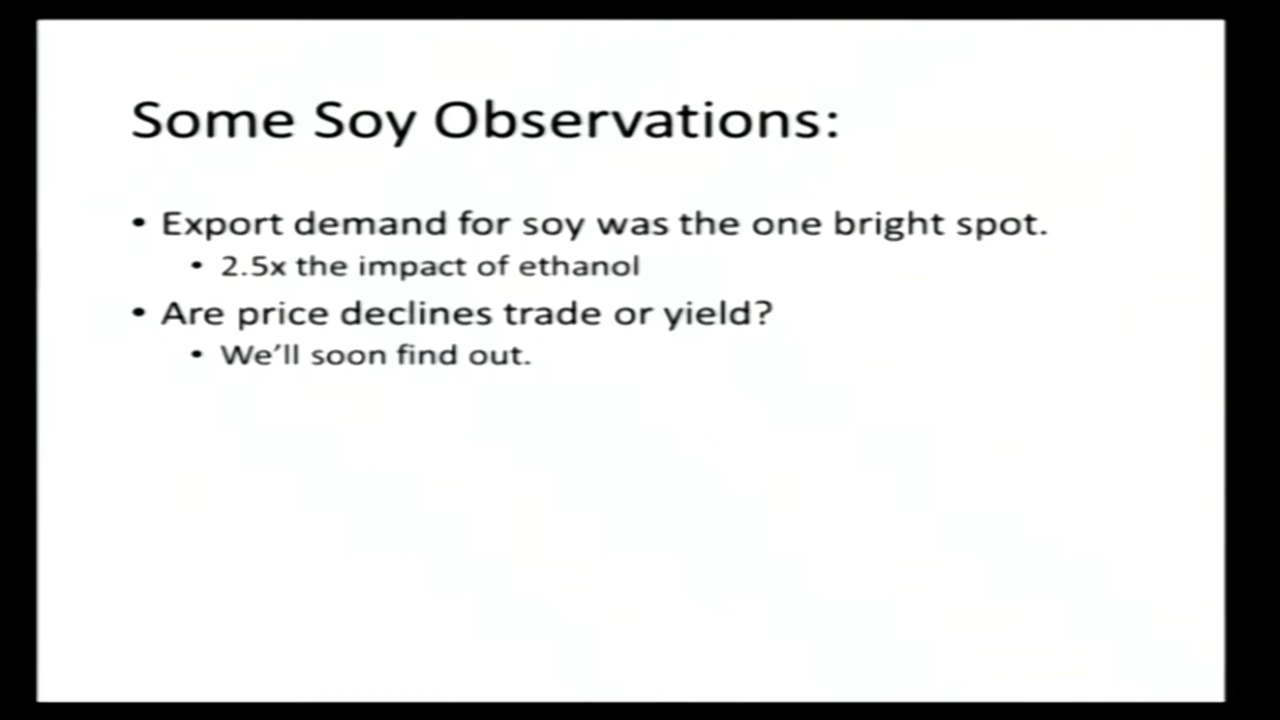 Some Soy Observations:
• Export demand for soy was the one bright spot.
• 2.5x the impact of ethanol
• Are price declines trade or yield?
• We’ll soon find out.